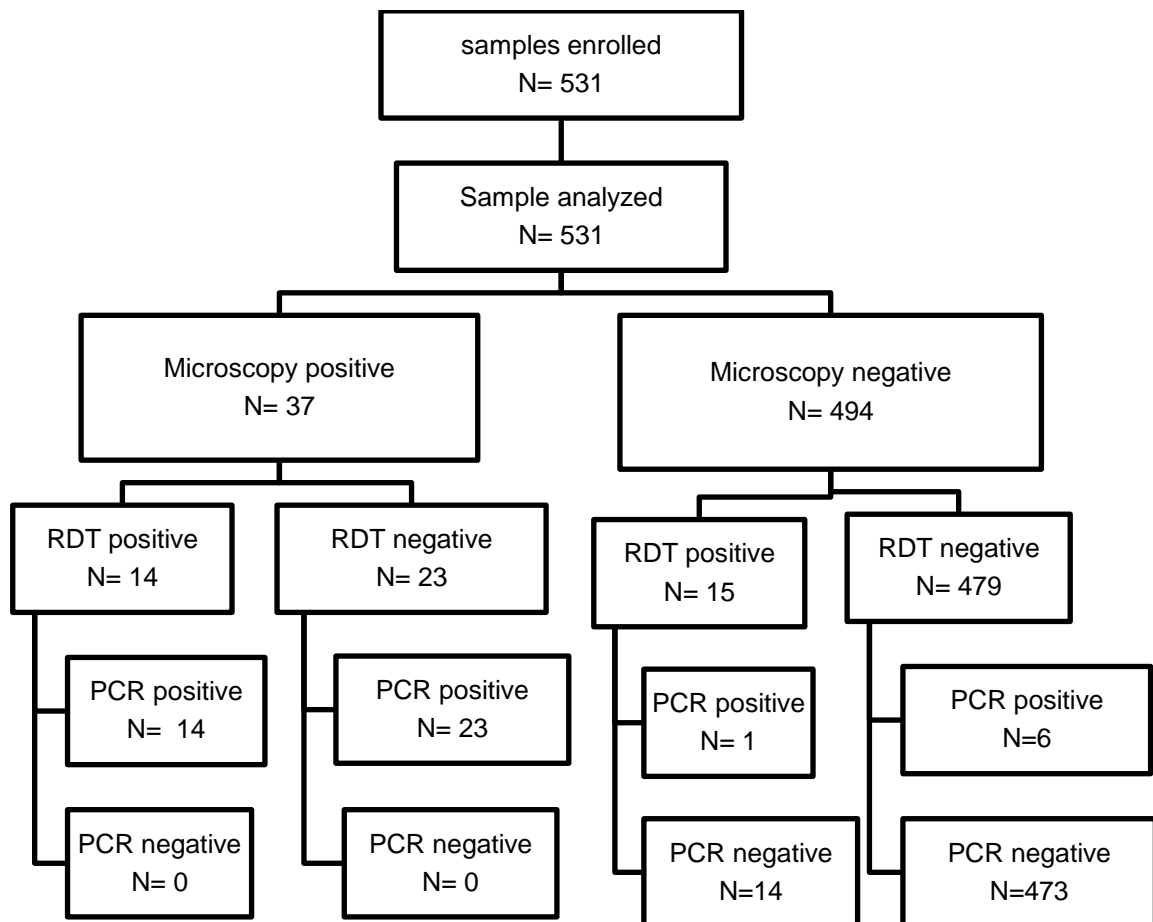 samples enrolled
N= 531
Sample analyzed
N= 531
Microscopy positive
N= 37
Microscopy negative
N= 494
RDT positive
N= 14
RDT negative
N= 23
RDT positive
N= 15
RDT negative
N= 479
PCR positive
N= 14
PCR positive
N= 23
PCR positive
N= 1
PCR positive
N=6
PCR negative
N= 0
PCR negative
N= 0
PCR negative
N=14
PCR negative
N=473